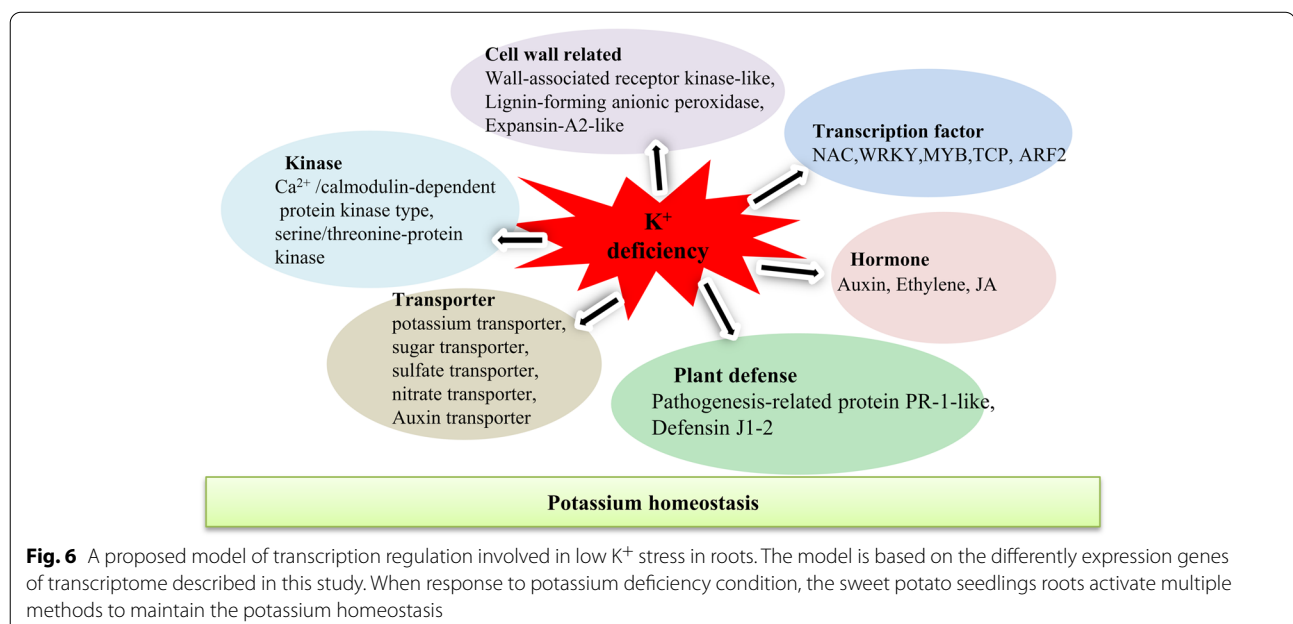 Cell wall related
Wall-associated receptor kinase-like,
Lignin-forming anionic peroxidase,
Expansin-A2-like
Transcription factor
NAC,WRKY,MYB,TCP, ARF2
Kinase
Ca²⁺ /calmodulin-dependent
protein kinase type,
serine/threonine-protein
kinase
K⁺
deficiency
Hormone
Auxin, Ethylene, JA
Transporter
potassium transporter,
sugar transporter,
sulfate transporter,
nitrate transporter,
Auxin transporter
Plant defense
Pathogenesis-related protein PR-1-like,
Defensin J1-2
Potassium homeostasis
Fig. 6 A proposed model of transcription regulation involved in low K⁺ stress in roots. The model is based on the differently expression genes
of transcriptome described in this study. When response to potassium deficiency condition, the sweet potato seedlings roots activate multiple
methods to maintain the potassium homeostasis